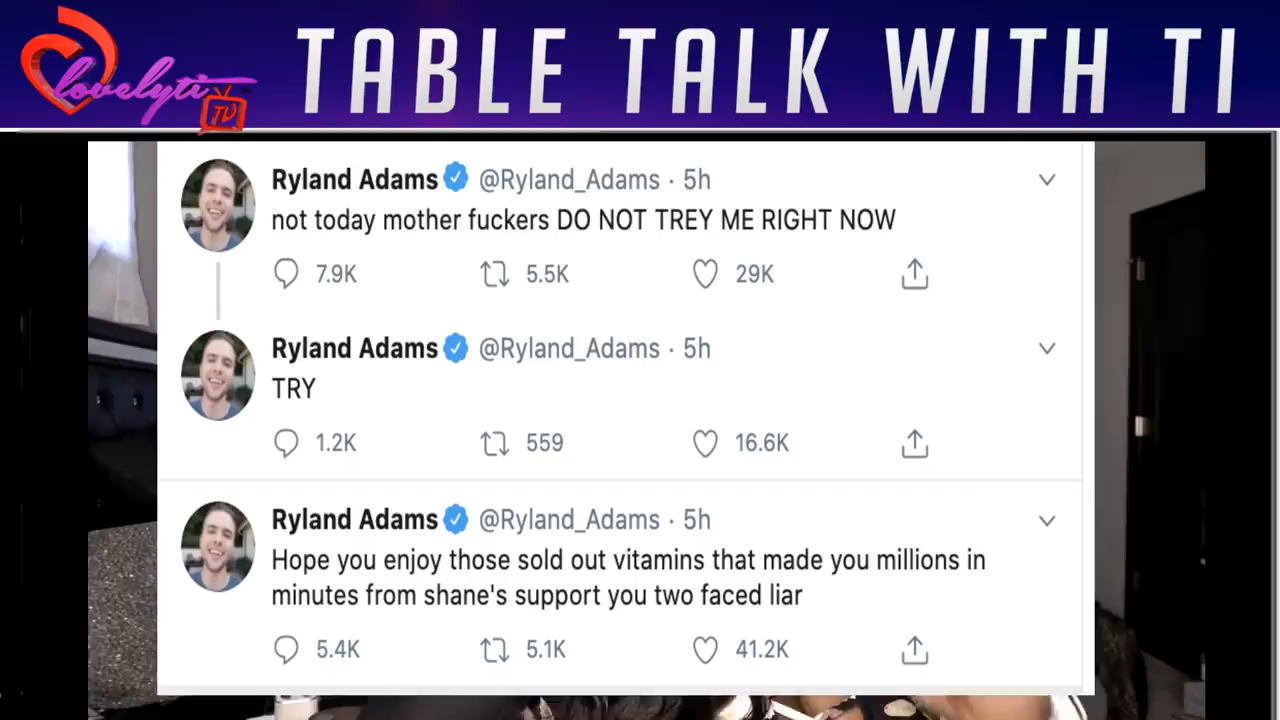 lovelyti TV
TABLE TALK WITH TI
Ryland Adams @Ryland_Adams · 5h
not today mother fuckers DO NOT TREY ME RIGHT NOW
7.9K 5.5K 29K
Ryland Adams @Ryland_Adams · 5h
TRY
1.2K 559 16.6K
Ryland Adams @Ryland_Adams · 5h
Hope you enjoy those sold out vitamins that made you millions in
minutes from shane's support you two faced liar
5.4K 5.1K 41.2K